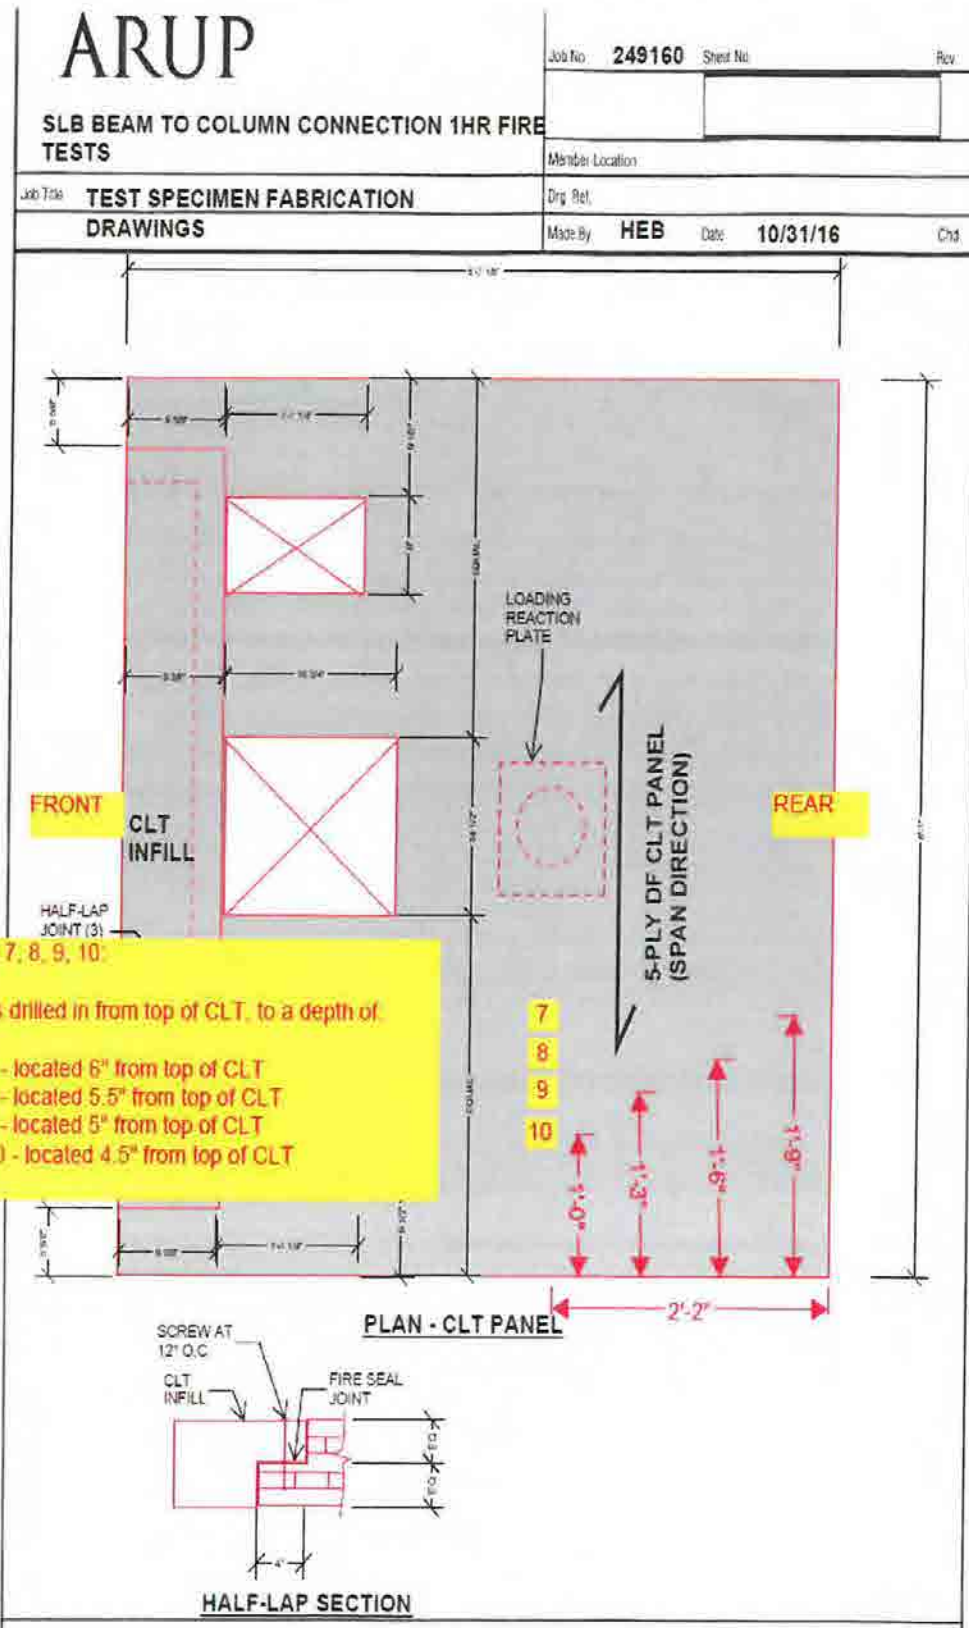 ARUP
SLB BEAM TO COLUMN CONNECTION 1HR FIRE
TESTS
Job No. 249160 Sheet No. Rev.
Member Location
Job Title TEST SPECIMEN FABRICATION
DRAWINGS
Drg. Ref.
Made By HEB Date 10/31/16 Chd.
LOADING
REACTION
PLATE
EQUAL
FRONT
CLT
INFILL
REAR
5-PLY DF CLT PANEL
(SPAN DIRECTION)
HALF-LAP
JOINT (3)
7, 8, 9, 10:
drilled in from top of CLT, to a depth of:
- located 6" from top of CLT
- located 5.5" from top of CLT
- located 5" from top of CLT
- located 4.5" from top of CLT
7
8
9
10
EQUAL
1'-0"
1'-3"
1'-6"
1'-9"
2'-2"
PLAN - CLT PANEL
SCREW AT
12" O.C
CLT
INFILL
FIRE SEAL
JOINT
EQ
EQ
4"
HALF-LAP SECTION